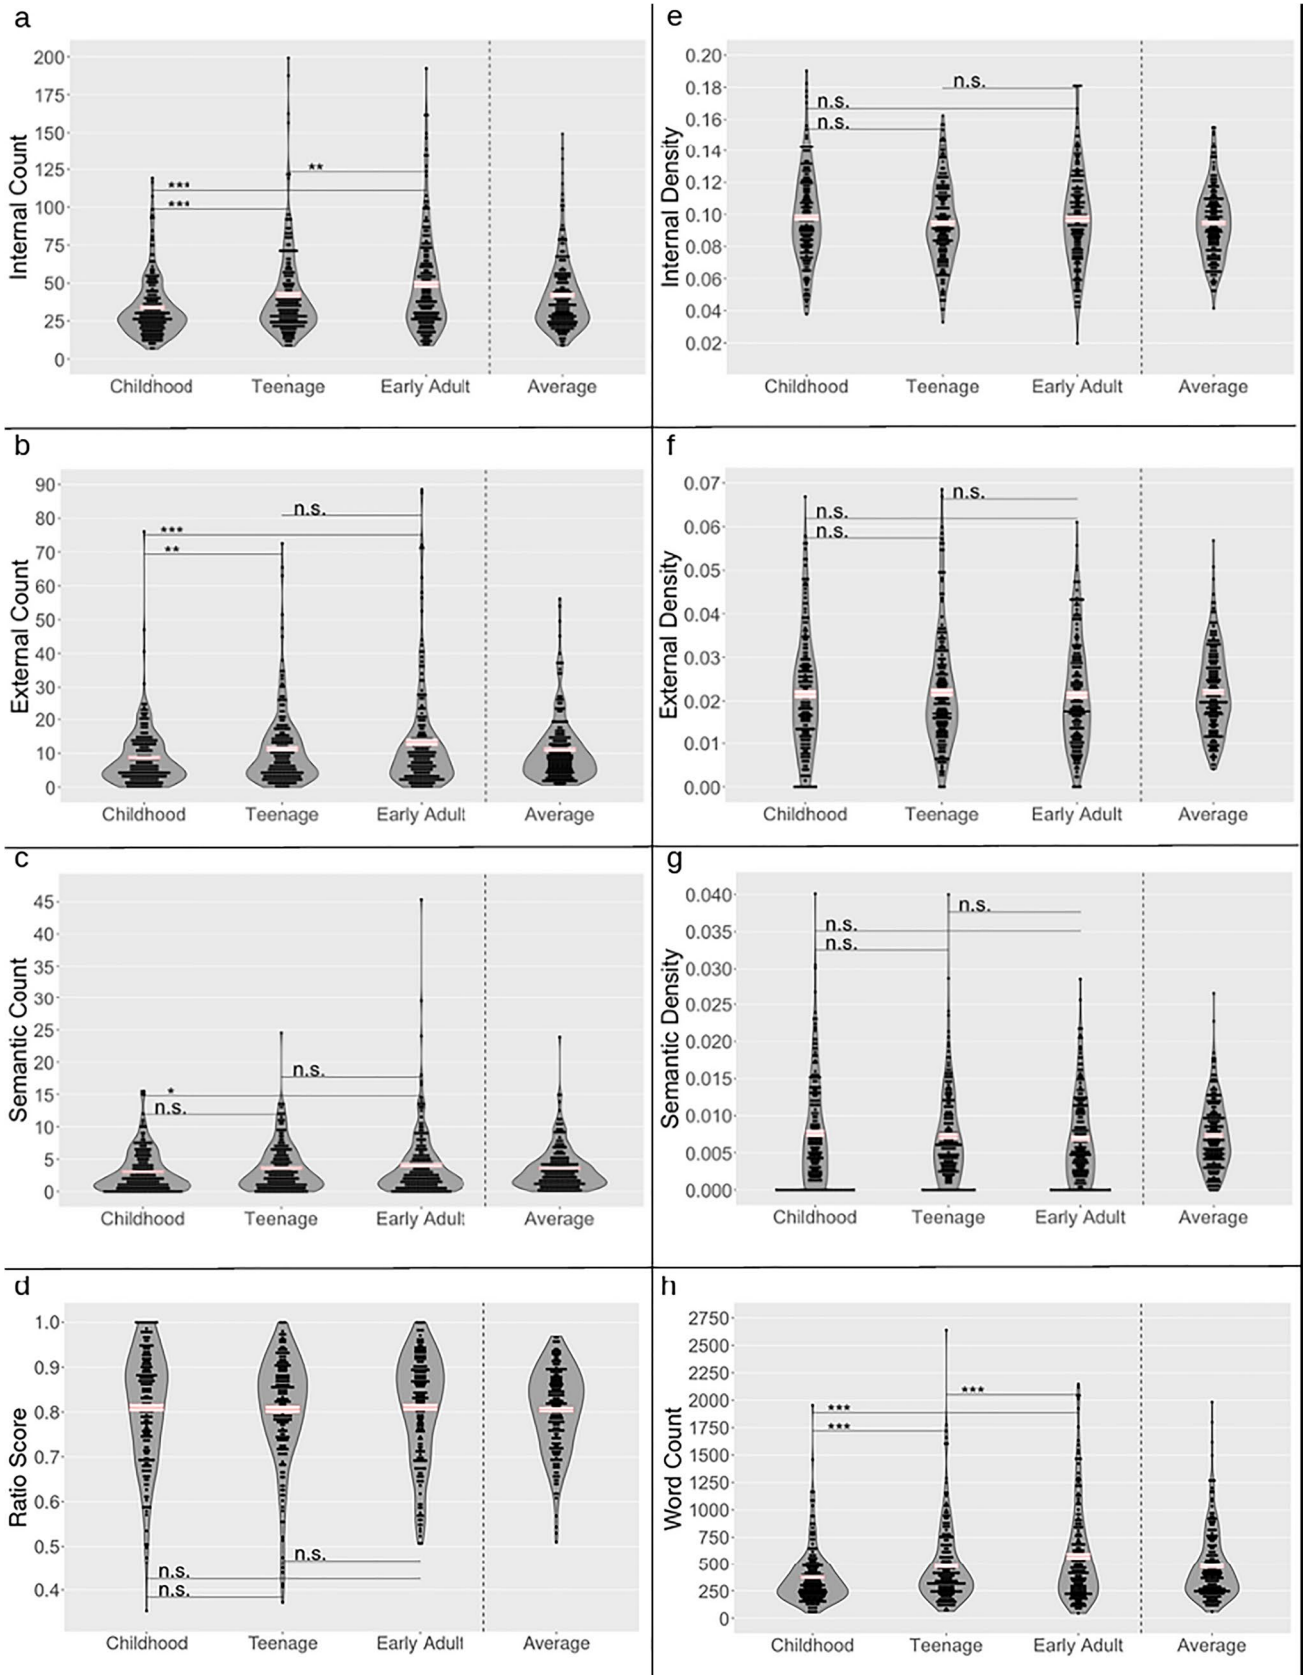 a
Internal Count
200
175
150
125
100
75
50
25
0
**
***
***
Childhood Teenage Early Adult Average
b
External Count
90
80
70
60
50
40
30
20
10
0
n.s.
***
**
Childhood Teenage Early Adult Average
c
Semantic Count
45
40
35
30
25
20
15
10
5
0
n.s.
*
n.s.
Childhood Teenage Early Adult Average
d
Ratio Score
1.0
0.9
0.8
0.7
0.6
0.5
0.4
n.s.
n.s.
n.s.
Childhood Teenage Early Adult Average
e
Internal Density
0.20
0.18
0.16
0.14
0.12
0.10
0.08
0.06
0.04
0.02
n.s.
n.s.
n.s.
Childhood Teenage Early Adult Average
f
External Density
0.07
0.06
0.05
0.04
0.03
0.02
0.01
0.00
n.s.
n.s.
n.s.
Childhood Teenage Early Adult Average
g
Semantic Density
0.040
0.035
0.030
0.025
0.020
0.015
0.010
0.005
0.000
n.s.
n.s.
n.s.
Childhood Teenage Early Adult Average
h
Word Count
2750
2500
2250
2000
1750
1500
1250
1000
750
500
250
0
***
***
***
Childhood Teenage Early Adult Average